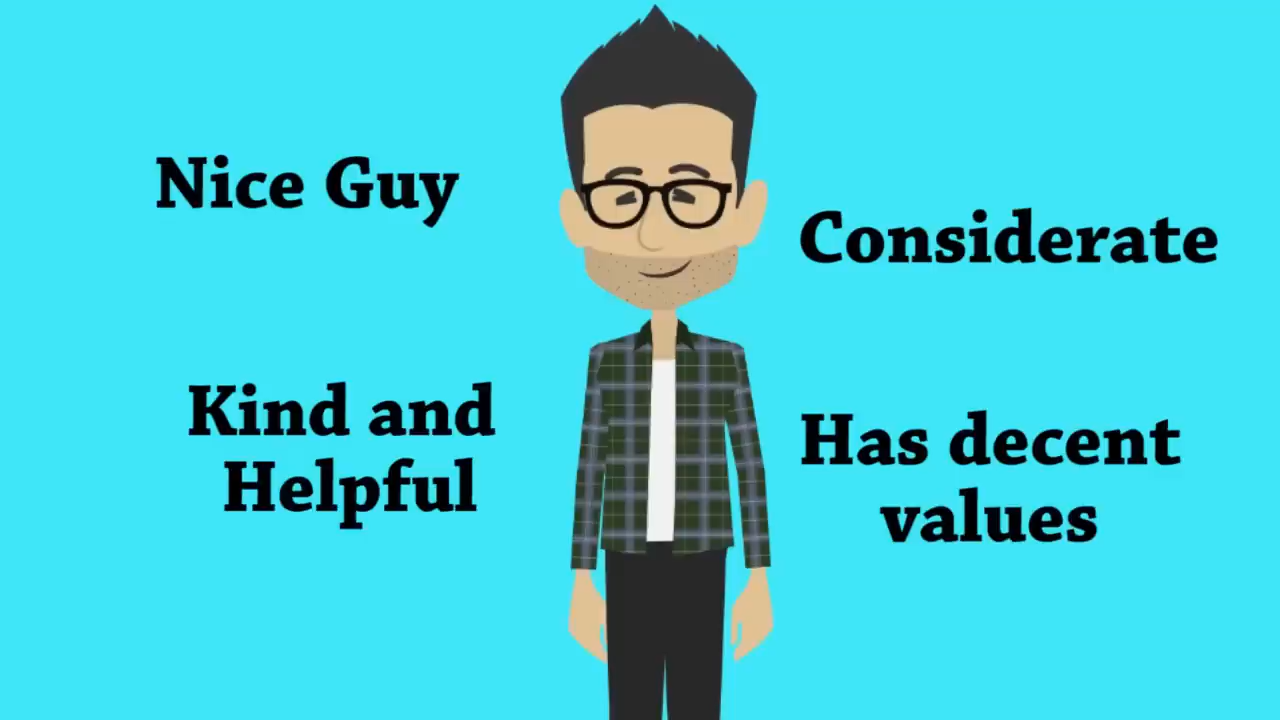 Nice Guy
Considerate
Kind and
Helpful
Has decent
values